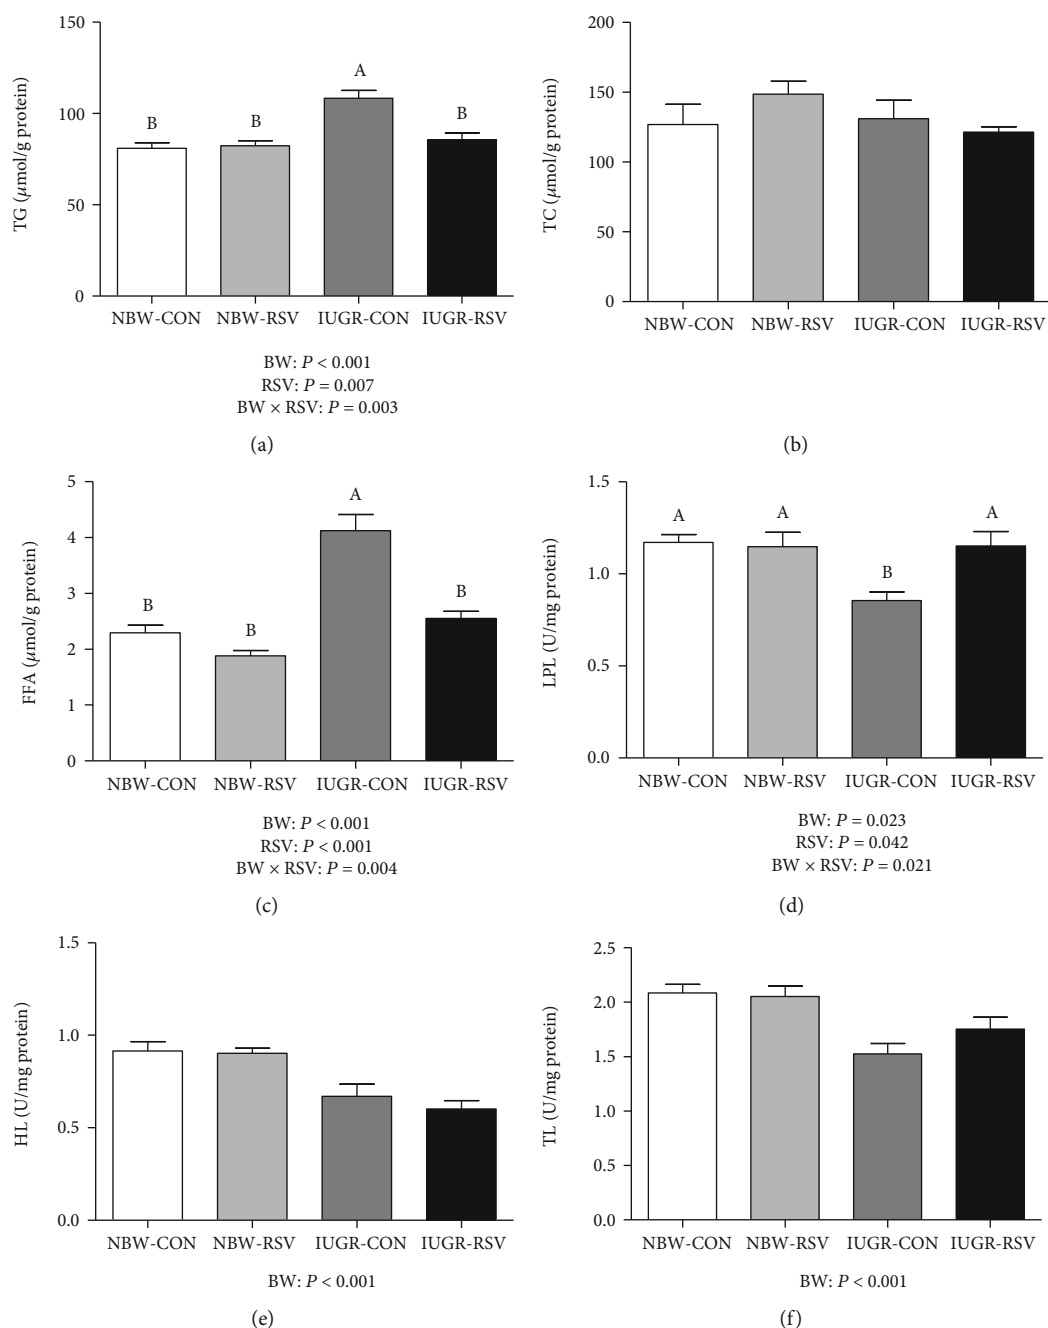 150
100
50
0
TG (μmol/g protein)
B
B
A
B
NBW-CON NBW-RSV IUGR-CON IUGR-RSV
BW: P < 0.001
RSV: P = 0.007
BW × RSV: P = 0.003
(a)
200
150
100
50
0
TC (μmol/g protein)
NBW-CON NBW-RSV IUGR-CON IUGR-RSV
(b)
5
4
3
2
1
0
FFA (μmol/g protein)
B
B
A
B
NBW-CON NBW-RSV IUGR-CON IUGR-RSV
BW: P < 0.001
RSV: P < 0.001
BW × RSV: P = 0.004
(c)
1.5
1.0
0.5
0.0
LPL (U/mg protein)
A
A
B
A
NBW-CON NBW-RSV IUGR-CON IUGR-RSV
BW: P = 0.023
RSV: P = 0.042
BW × RSV: P = 0.021
(d)
1.5
1.0
0.5
0.0
HL (U/mg protein)
NBW-CON NBW-RSV IUGR-CON IUGR-RSV
BW: P < 0.001
(e)
2.5
2.0
1.5
1.0
0.5
0.0
TL (U/mg protein)
NBW-CON NBW-RSV IUGR-CON IUGR-RSV
BW: P < 0.001
(f)